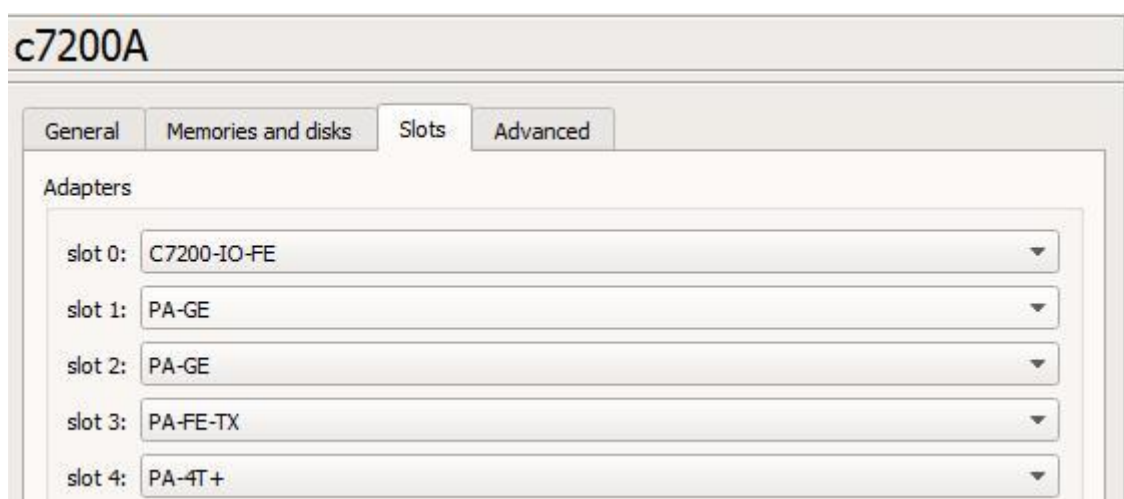 c7200A
General Memories and disks Slots Advanced
Adapters
slot 0: C7200-IO-FE
slot 1: PA-GE
slot 2: PA-GE
slot 3: PA-FE-TX
slot 4: PA-4T+